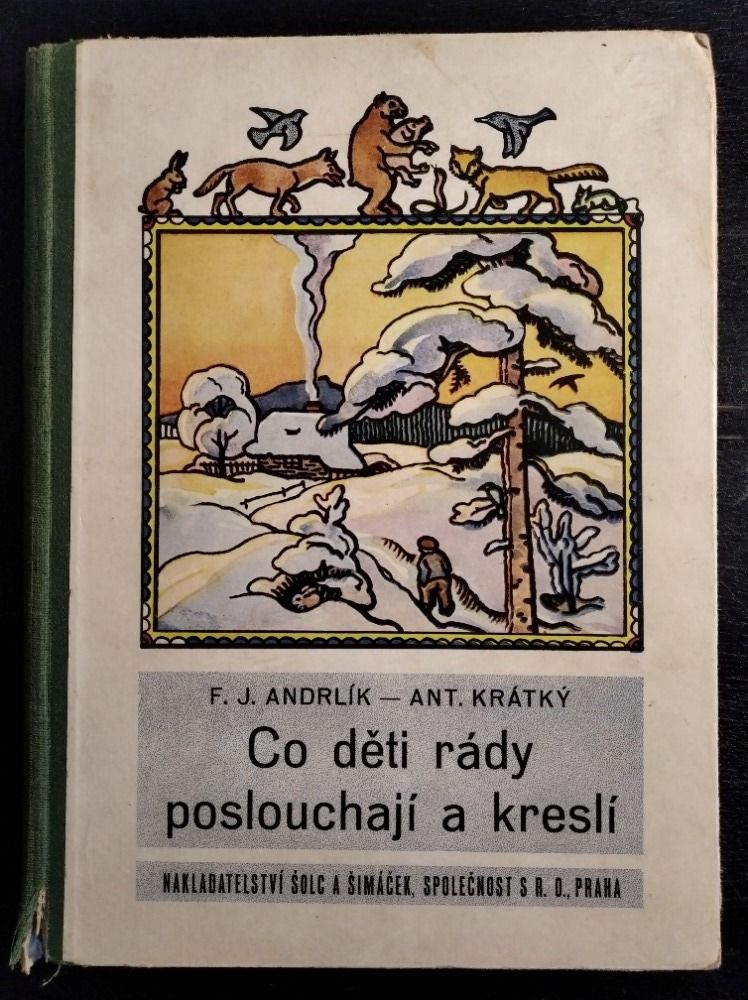 F. J. ANDRLÍK — ANT. KRÁTKÝ
Co děti rády
poslouchají a kreslí
NAKLADATELSTVÍ ŠOLC A ŠIMÁČEK, SPOLEČNOST S R. O., PRAHA